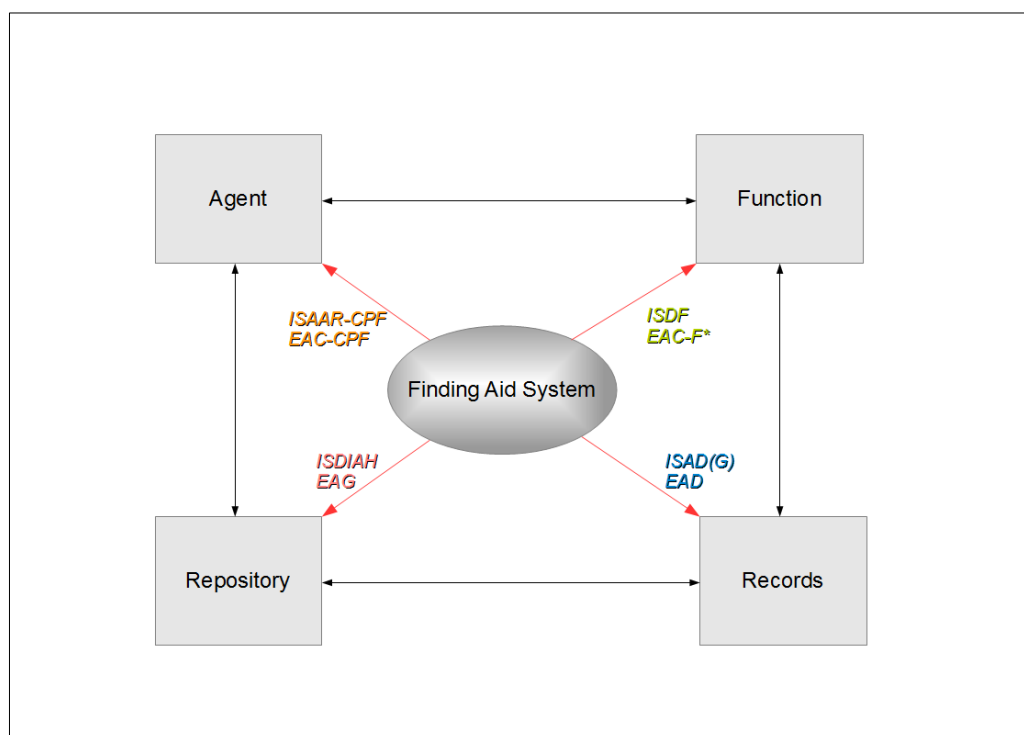 Agent
Function
ISAAR-CPF
EAC-CPF
ISDF
EAC-F*
Finding Aid System
ISDIAH
EAG
ISAD(G)
EAD
Repository
Records